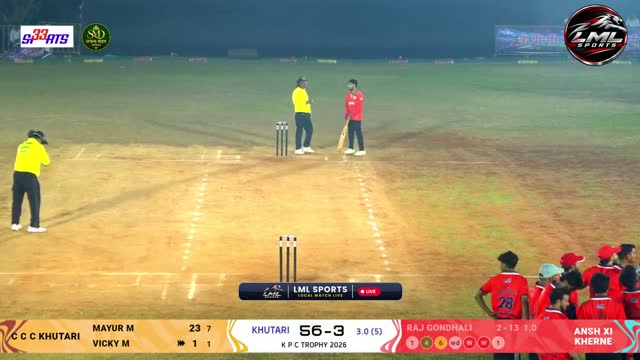 33
SPORTS
S&D
LML
SPORTS
28
LML SPORTS
LOCAL MATCH LIVE
LIVE
C C C KHUTARI
MAYUR M 23 7
VICKY M 1 1
KHUTARI 56-3 3.0 (5)
K P C TROPHY 2026
RAJ GONDHALI 2-13 1.0
1 4 6 wd W W 1
ANSH XI
KHERNE